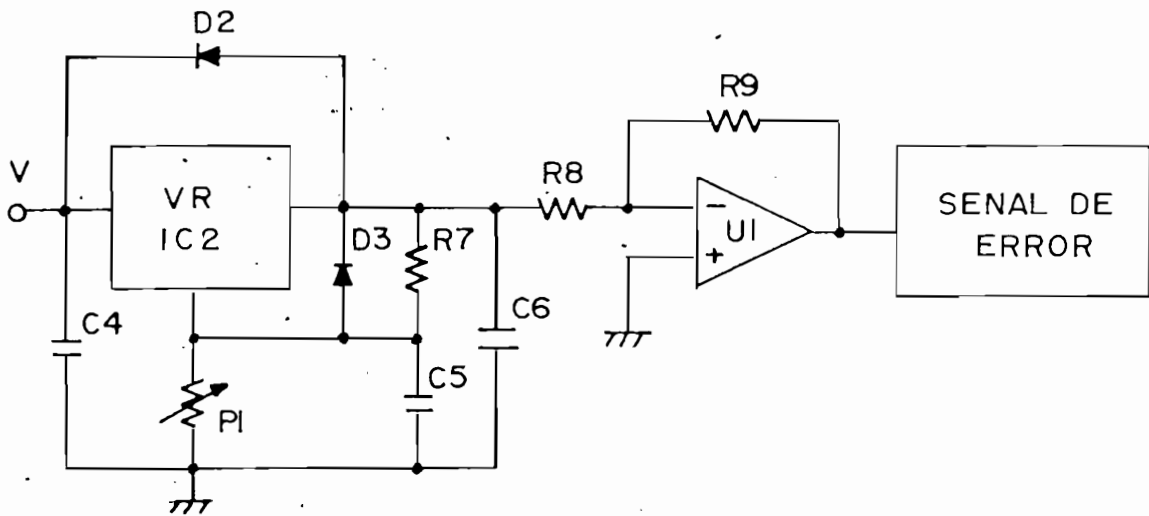 D2
R9
V
VR
IC2
R8
D3
R7
U1
SENAL DE
ERROR
C4
C6
P1
C5
-
+